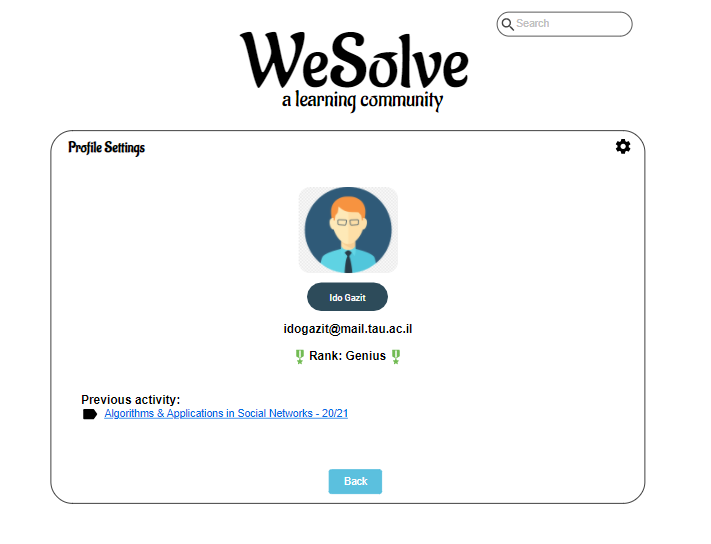 Search
WeSolve
a learning community
Profile Settings
Ido Gazit
idogazit@mail.tau.ac.il
Rank: Genius
Previous activity:
Algorithms & Applications in Social Networks - 20/21
Back